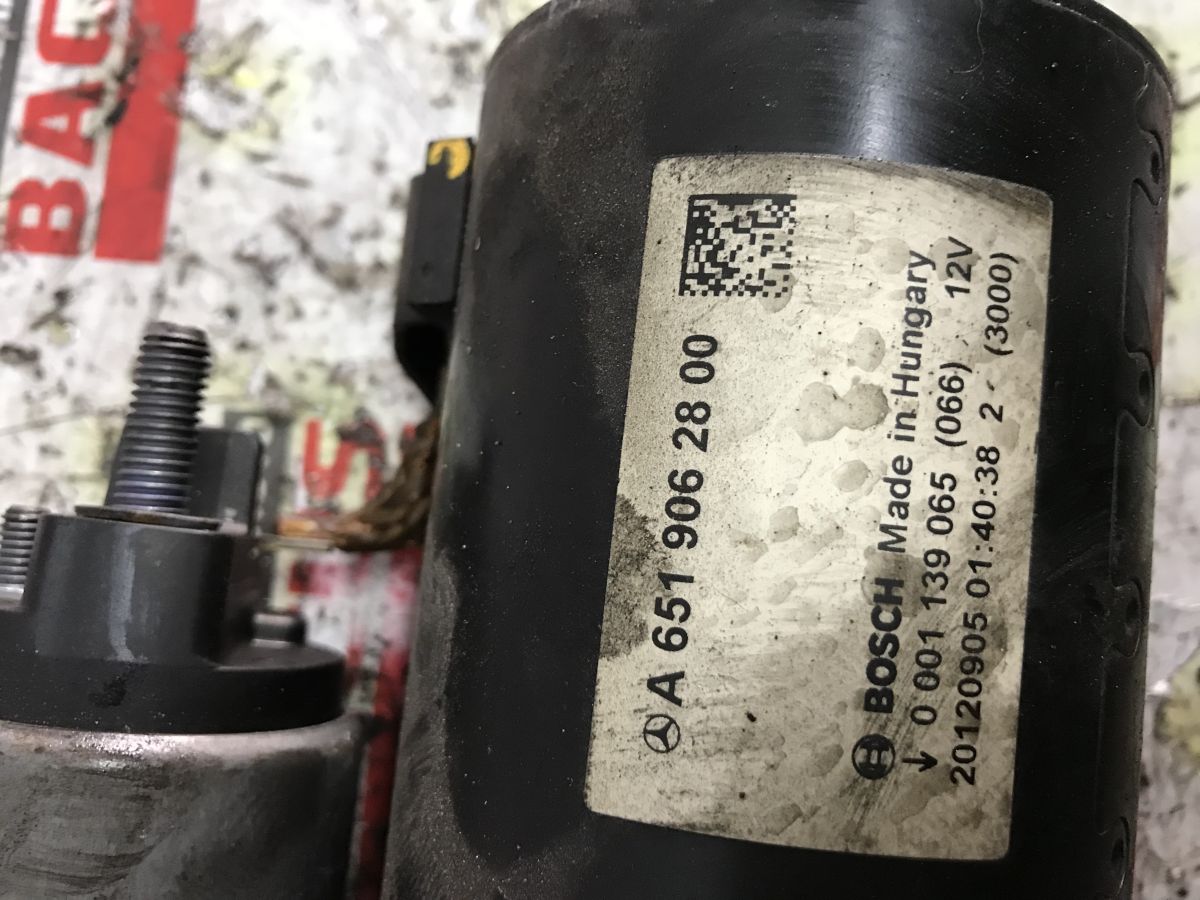 A 651 906 28 00
BOSCH Made in Hungary
↓ 0 001 139 065 (066) 12V
20120905 01:40:38 2 (3000)
BAG